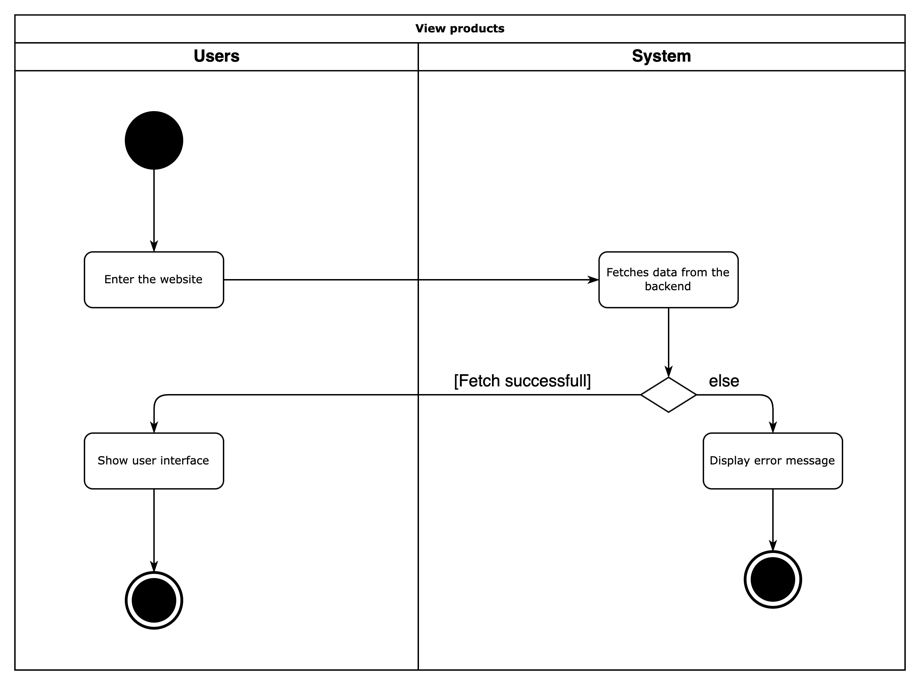 View products
Users
System
Enter the website
Fetches data from the
backend
[Fetch successfull]
else
Show user interface
Display error message